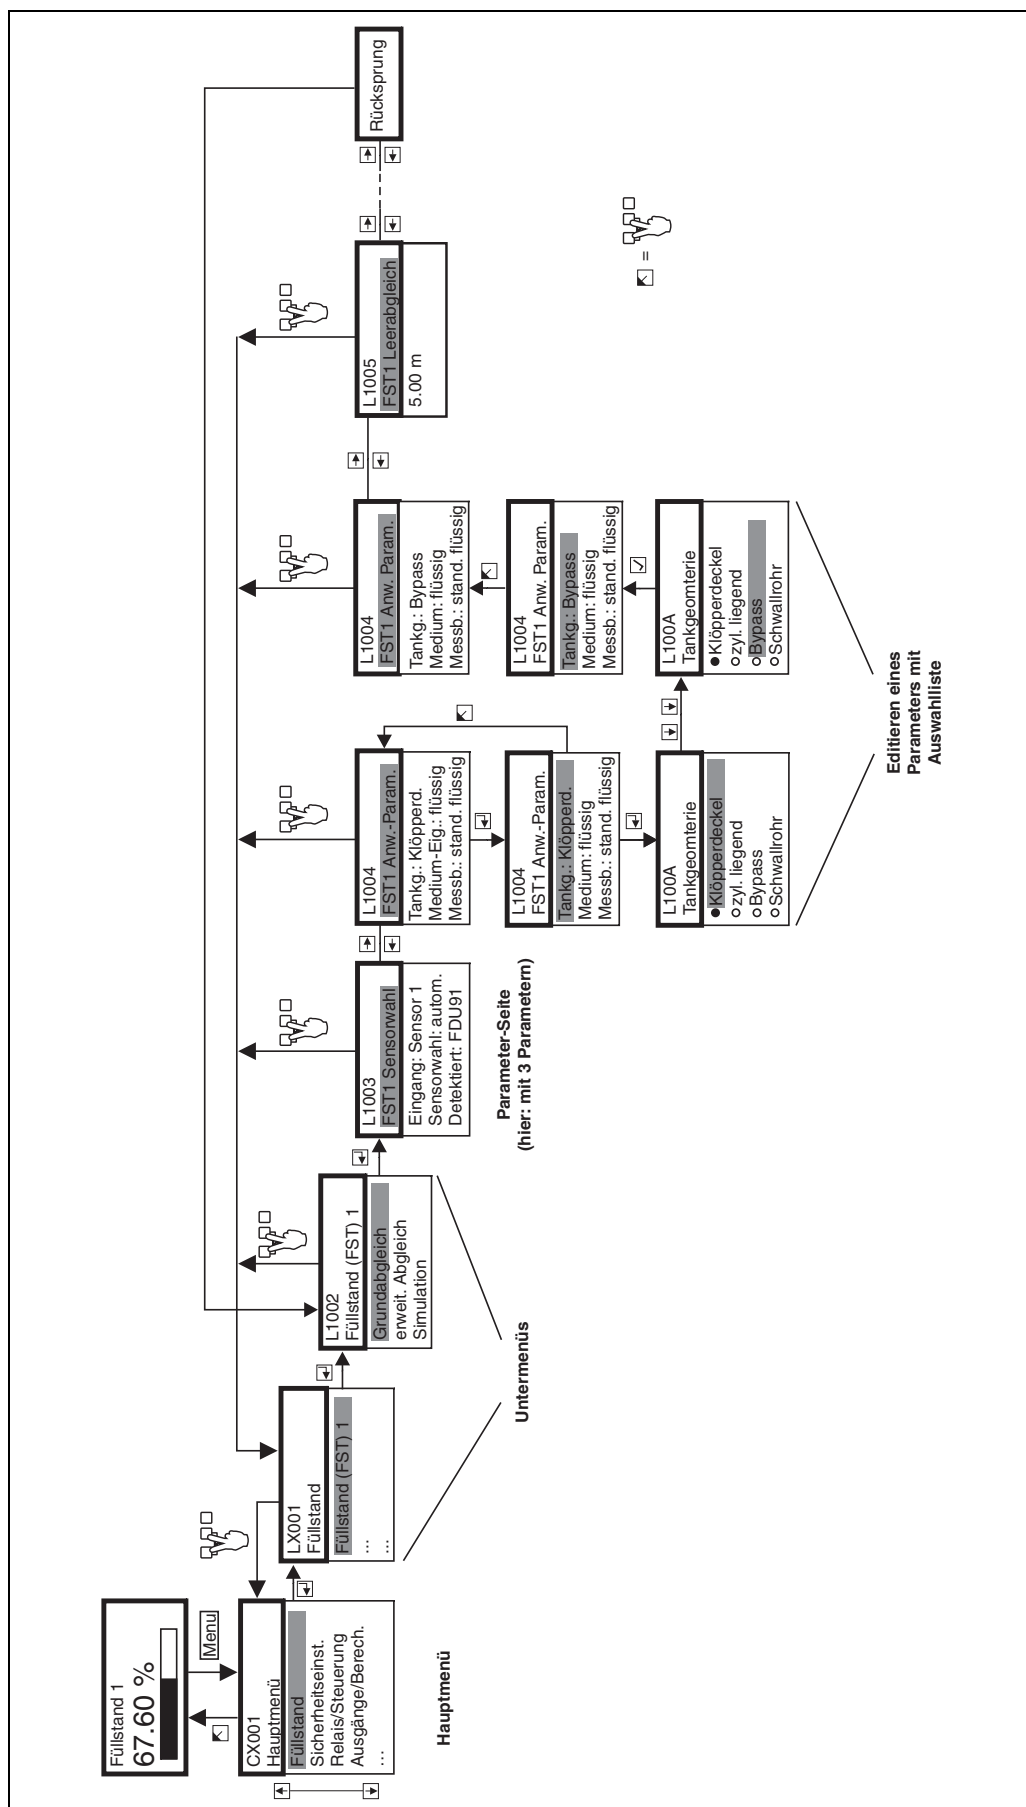 Füllstand 1
67.60 %
Menu
CX001
Hauptmenü
Füllstand
Sicherheitseinst.
Relais/Steuerung
Ausgänge/Berech.
...
Hauptmenü
LX001
Füllstand
Füllstand (FST) 1
...
...
L1002
Füllstand (FST) 1
Grundabgleich
erweit. Abgleich
Simulation
Untermenüs
L1003
FST1 Sensorwahl
Eingang: Sensor 1
Sensorwahl: autom.
Detektiert: FDU91
Parameter-Seite
(hier: mit 3 Parametern)
L1004
FST1 Anw.-Param.
Tankg.: Klöpperd.
Medium-Eig.: flüssig
Messb.: stand. flüssig
L1004
FST1 Anw.-Param.
Tankg.: Klöpperd.
Medium: flüssig
Messb.: stand. flüssig
L100A
Tankgeomterie
Klöpperdeckel
zyl. liegend
Bypass
Schwallrohr
L1004
FST1 Anw. Param.
Tankg.: Bypass
Medium: flüssig
Messb.: stand. flüssig
L1004
FST1 Anw. Param.
Tankg.: Bypass
Medium: flüssig
Messb.: stand. flüssig
L100A
Tankgeomterie
Klöpperdeckel
zyl. liegend
Bypass
Schwallrohr
Editieren eines
Parameters mit
Auswahlliste
L1005
FST1 Leerabgleich
5.00 m
Rücksprung
=